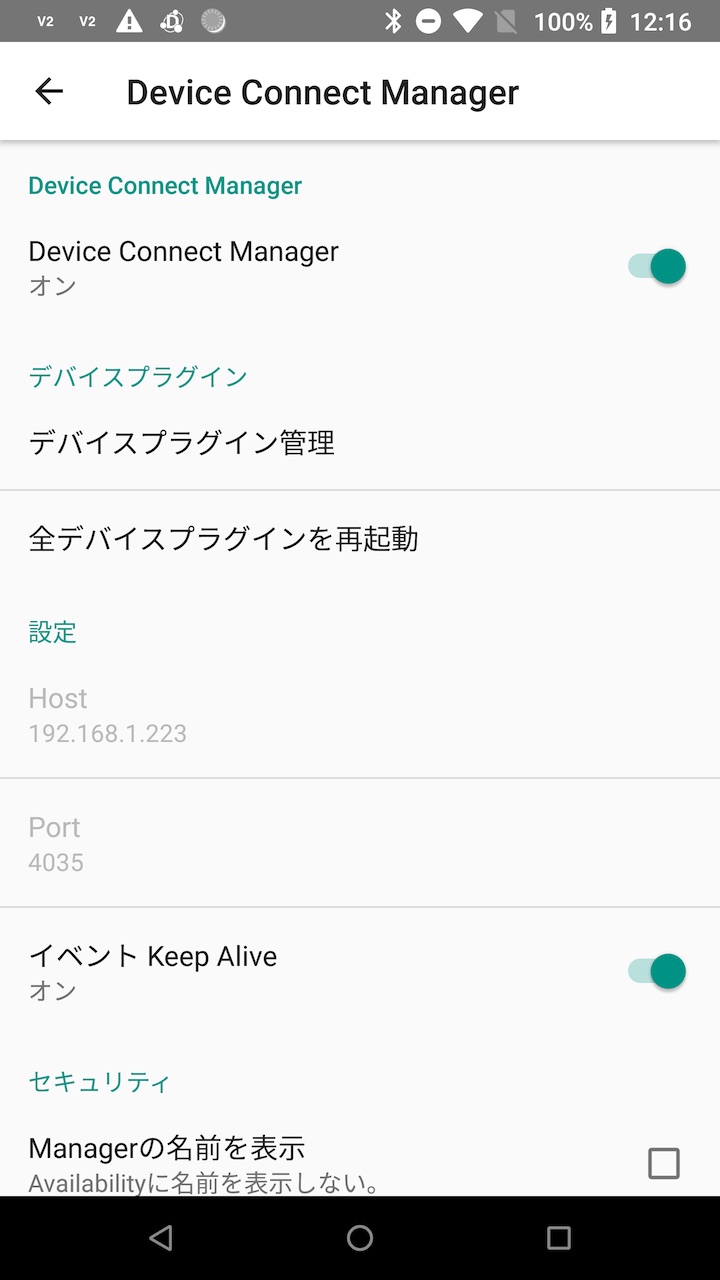 V2 V2 100% 12:16
Device Connect Manager
Device Connect Manager
Device Connect Manager
オン
デバイスプラグイン
デバイスプラグイン管理
全デバイスプラグインを再起動
設定
Host
192.168.1.223
Port
4035
イベント Keep Alive
オン
セキュリティ
Managerの名前を表示
Availabilityに名前を表示しない。